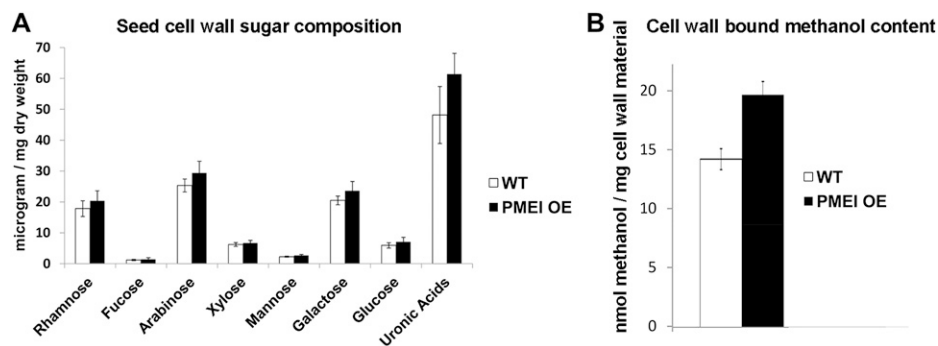 A
Seed cell wall sugar composition
microgram / mg dry weight
70
60
50
40
30
20
10
0
Rhamnose
Fucose
Arabinose
Xylose
Mannose
Galactose
Glucose
Uronic Acids
WT
PMEI OE
B
Cell wall bound methanol content
nmol methanol / mg cell wall material
20
15
10
5
0
WT
PMEI OE